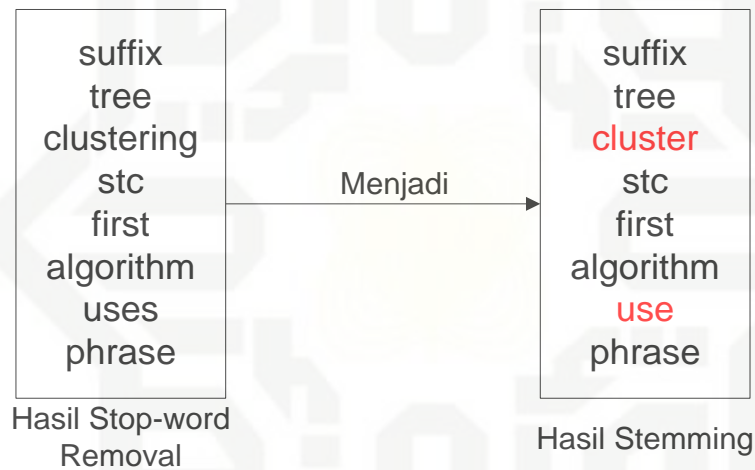 suffix
tree
clustering
stc
first
algorithm
uses
phrase
Hasil Stop-word
Removal
Menjadi
suffix
tree
cluster
stc
first
algorithm
use
phrase
Hasil Stemming